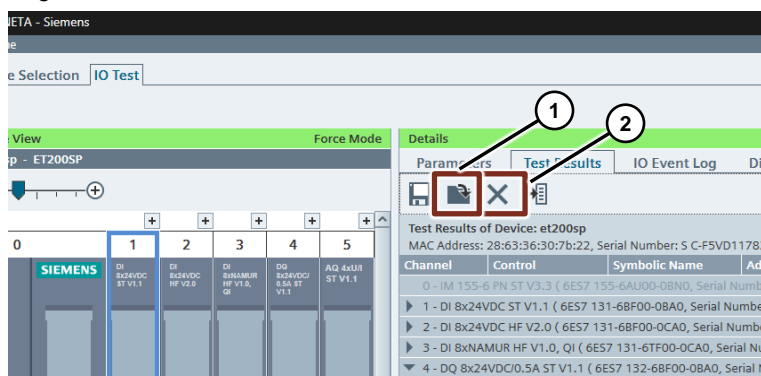 NETA - Siemens
ne
e Selection IO Test
1
2
e View Force Mode
Details
sp - ET200SP
Parameters Test Results IO Event Log Di
+ + + + +
Test Results of Device: et200sp
MAC Address: 28:63:36:30:7b:22, Serial Number: S C-F5VD1178
0 1 2 3 4 5
Channel Control Symbolic Name Ad
SIEMENS
DI 8x24VDC ST V1.1
DI 8x24VDC HF V2.0
DI 8xNAMUR HF V1.0, QI
DQ 8x24VDC/ 0.5A ST V1.1
AQ 4xU/I ST V1.1
0 - IM 155-6 PN ST V3.3 ( 6ES7 155-6AU00-0BN0, Serial Numb
1 - DI 8x24VDC ST V1.1 ( 6ES7 131-6BF00-0BA0, Serial Numbe
2 - DI 8x24VDC HF V2.0 ( 6ES7 131-6BF00-0CA0, Serial Numbe
3 - DI 8xNAMUR HF V1.0, QI ( 6ES7 131-6TF00-0CA0, Serial Nu
4 - DQ 8x24VDC/0.5A ST V1.1 ( 6ES7 132-6BF00-0BA0, Serial N